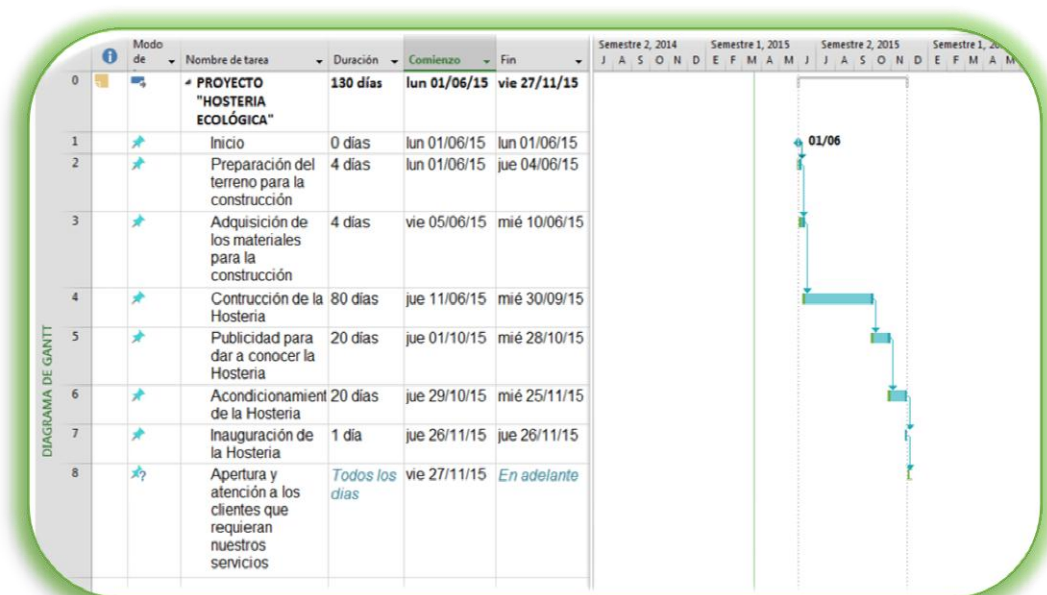 Modo
de
Nombre de tarea
Duración
Comienzo
Fin
Semestre 2, 2014
Semestre 1, 2015
Semestre 2, 2015
Semestre 1,
J A S O N D E F M A M J J A S O N D E F M A M
0 PROYECTO 130 días lun 01/06/15 vie 27/11/15
"HOSTERIA
ECOLÓGICA"
1 Inicio 0 días lun 01/06/15 lun 01/06/15
01/06
2 Preparación del 4 días lun 01/06/15 jue 04/06/15
terreno para la
construcción
3 Adquisición de 4 días vie 05/06/15 mié 10/06/15
los materiales
para la
construcción
4 Contrucción de la 80 días jue 11/06/15 mié 30/09/15
Hosteria
5 Publicidad para 20 días jue 01/10/15 mié 28/10/15
dar a conocer la
Hosteria
6 Acondicionamient 20 días jue 29/10/15 mié 25/11/15
de la Hosteria
7 Inauguración de 1 día jue 26/11/15 jue 26/11/15
la Hosteria
8 Apertura y Todos los vie 27/11/15 En adelante
atención a los dias
clientes que
requieran
nuestros
servicios
DIAGRAMA DE GANTT